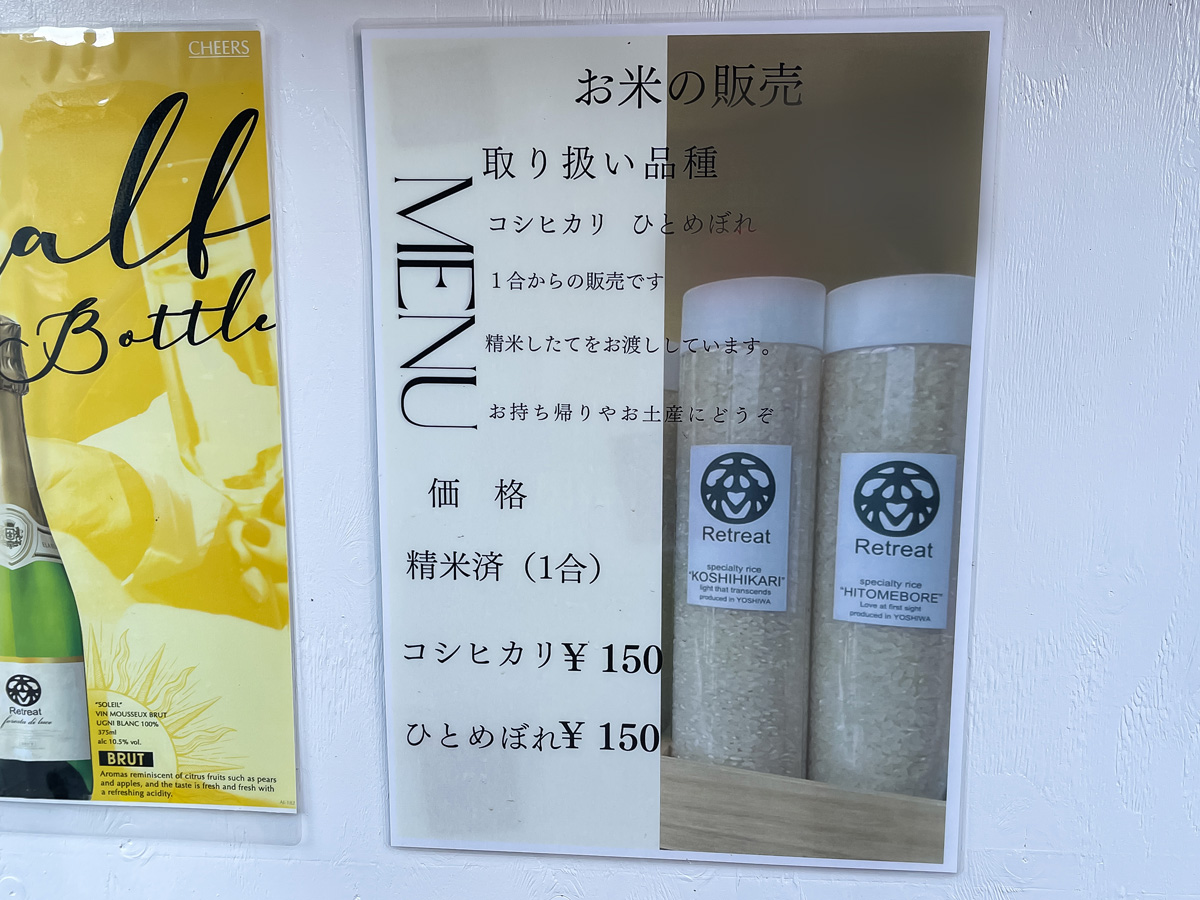 CHEERS
alf
Bottle
Retreat
"SOLEIL"
VIN MOUSSEUX BRUT
UGNI BLANC 100%
375ml
alc 10.5% vol.
BRUT
Aromas reminiscent of citrus fruits such as pears
and apples, and the taste is fresh and fresh with
a refreshing acidity.
お米の販売
MENU
取り扱い品種
コシヒカリ ひとめぼれ
1合からの販売です
精米したてをお渡ししています。
お持ち帰りやお土産にどうぞ
価 格
精米済（1合）
コシヒカリ¥ 150
ひとめぼれ¥ 150
Retreat
specialty rice
"KOSHIHIKARI"
light that transcends
produced in YOSHIWA
Retreat
specialty rice
"HITOMEBORE"
Love at first sight
produced in YOSHIWA